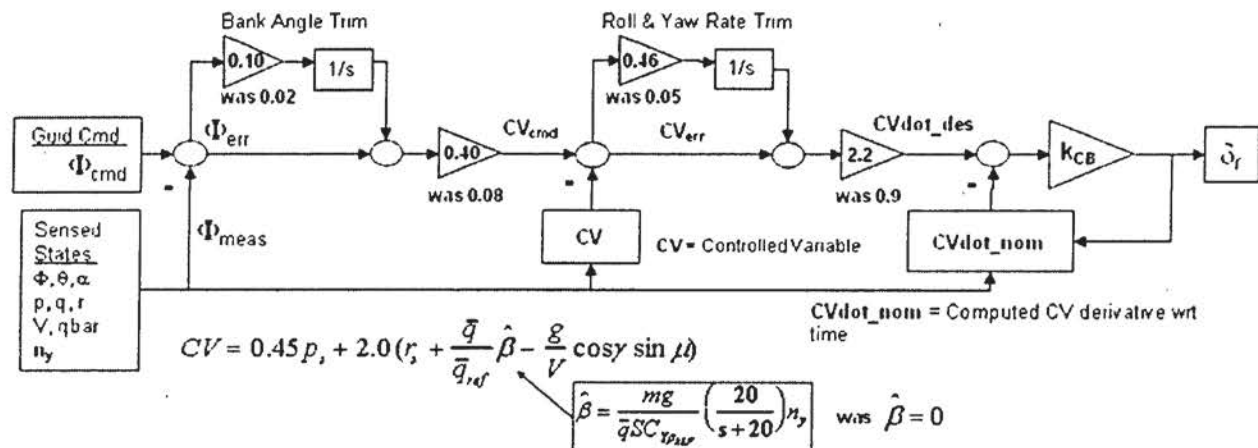 Bank Angle Trim
Roll & Yaw Rate Trim
0.10
1/s
was 0.02
0.46
1/s
was 0.05
Guid Cmd
Φcmd
Φerr
0.40
was 0.08
CVcmd
CVerr
2.2
was 0.9
CVdot_des
kCB
δr
-
-
-
Sensed
States
Φ, θ, α
p, q, r
V, qbar
ny
Φmeas
CV
CV = Controlled Variable
CVdot_nom
CVdot_nom = Computed CV derivative wrt
time
CV = 0.45 ps + 2.0 (rs + q̄/q̄ref β̂ − g/V cosγ sin μ)
β̂ = mg/q̄SC (20/s+20) ny
was β̂ = 0